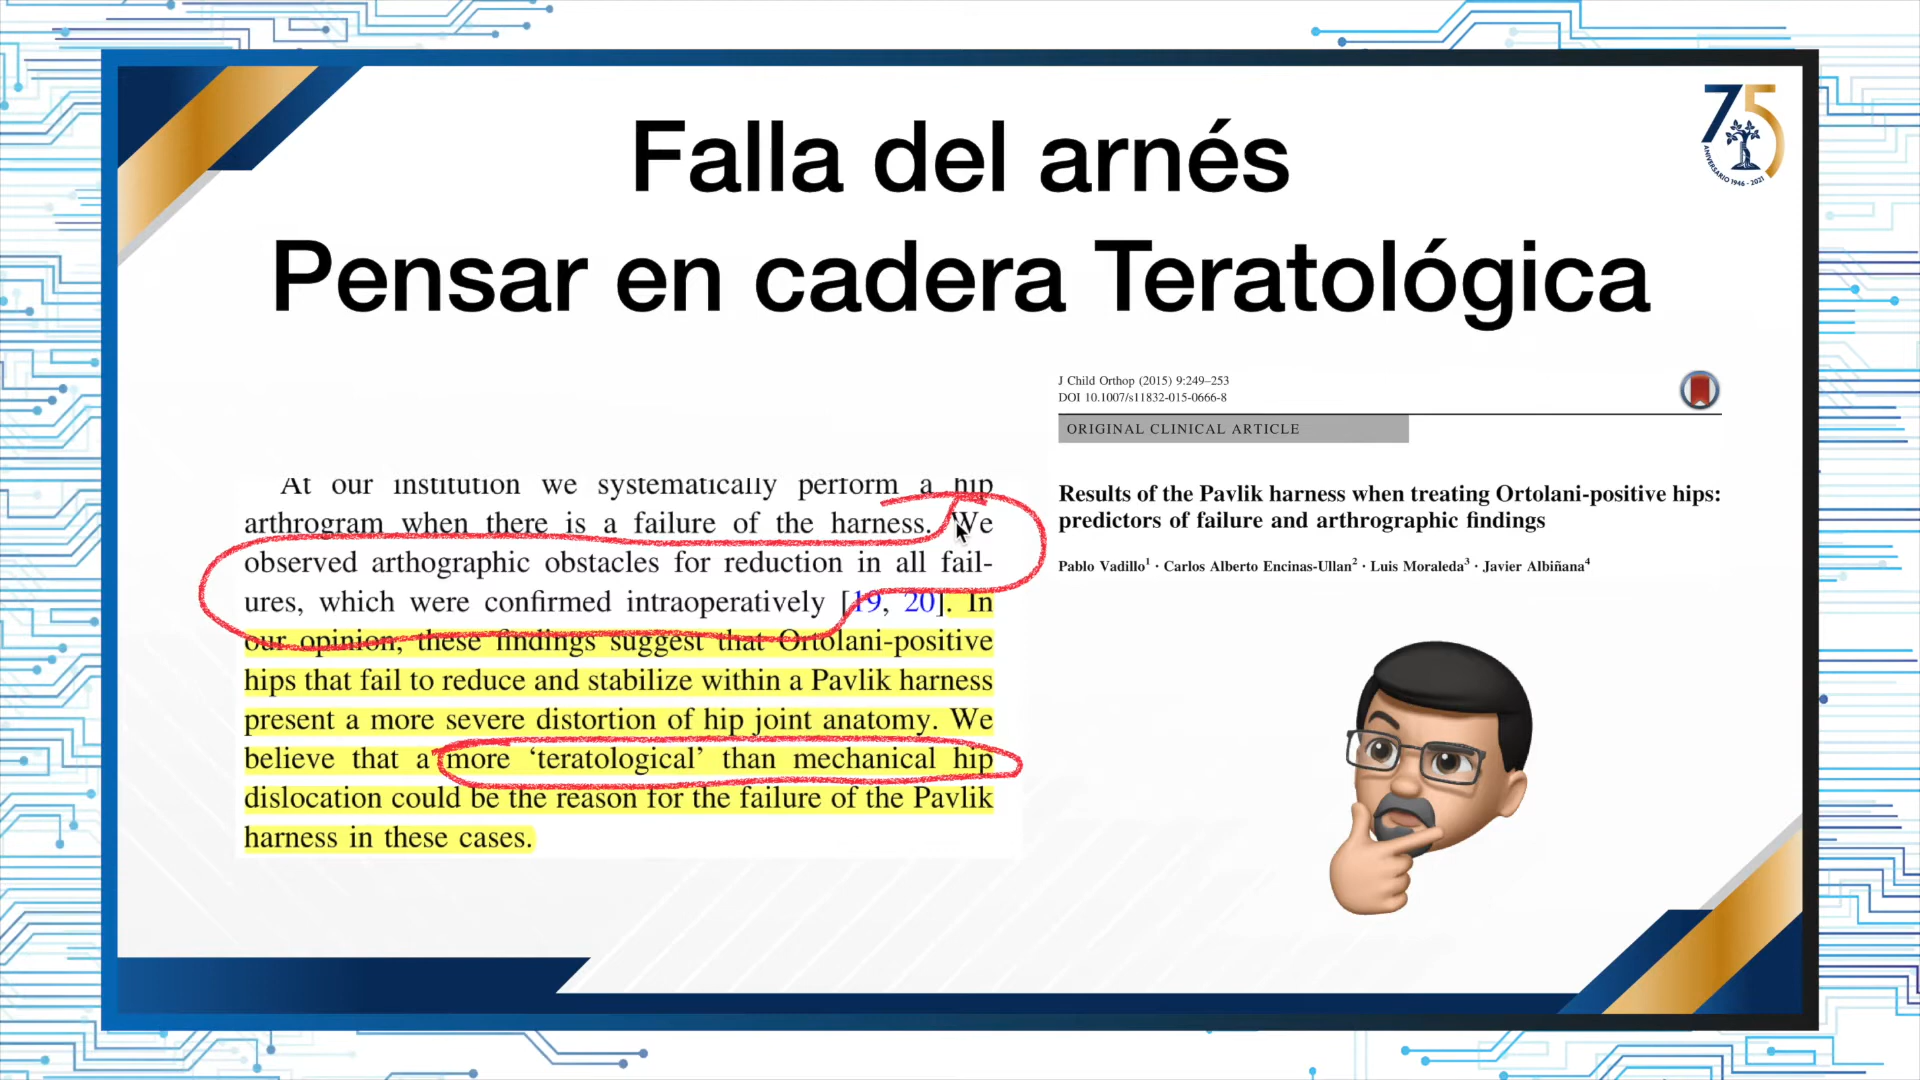 Falla del arnés
Pensar en cadera Teratológica
75
ANIVERSARIO 1946 - 2021
J Child Orthop (2015) 9:249–253
DOI 10.1007/s11832-015-0666-8
ORIGINAL CLINICAL ARTICLE
Results of the Pavlik harness when treating Ortolani-positive hips:
predictors of failure and arthrographic findings
Pablo Vadillo1 · Carlos Alberto Encinas-Ullan2 · Luis Moraleda3 · Javier Albiñana4
At our institution we systematically perform a hip
arthrogram when there is a failure of the harness. We
observed arthographic obstacles for reduction in all fail-
ures, which were confirmed intraoperatively [19, 20]. In
our opinion, these findings suggest that Ortolani-positive
hips that fail to reduce and stabilize within a Pavlik harness
present a more severe distortion of hip joint anatomy. We
believe that a more ‘teratological’ than mechanical hip
dislocation could be the reason for the failure of the Pavlik
harness in these cases.